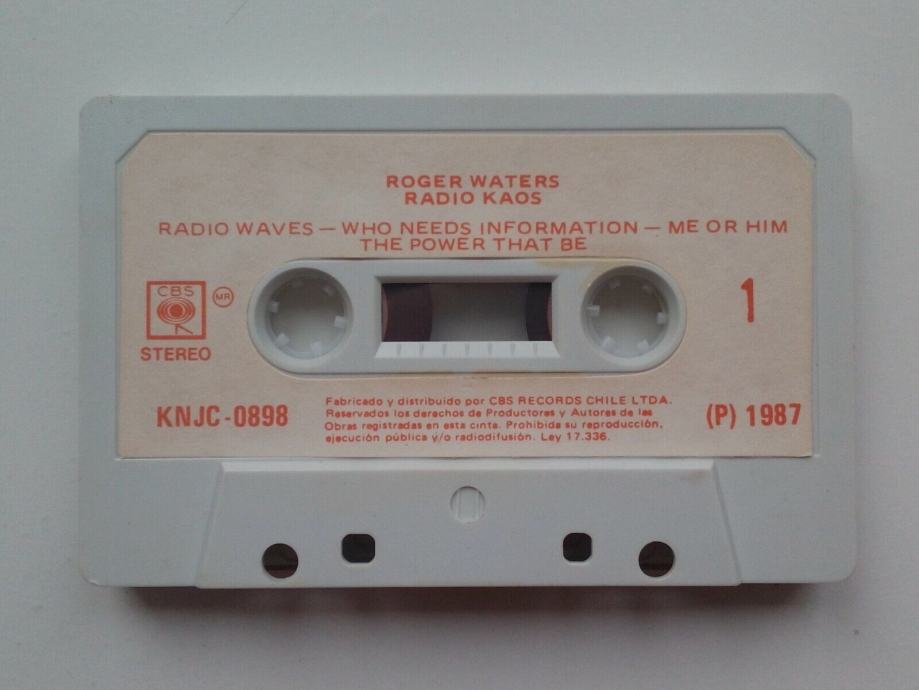 ROGER WATERS
RADIO KAOS
RADIO WAVES — WHO NEEDS INFORMATION — ME OR HIM
THE POWER THAT BE
CBS
MR
STEREO
1
KNJC-0898
Fabricado y distribuido por CBS RECORDS CHILE LTDA.
Reservados los derechos de Productores y Autores de las
Obras registradas en esta cinta. Prohibida su reproducción,
ejecución pública y/o radiodifusión. Ley 17.336.
(P) 1987